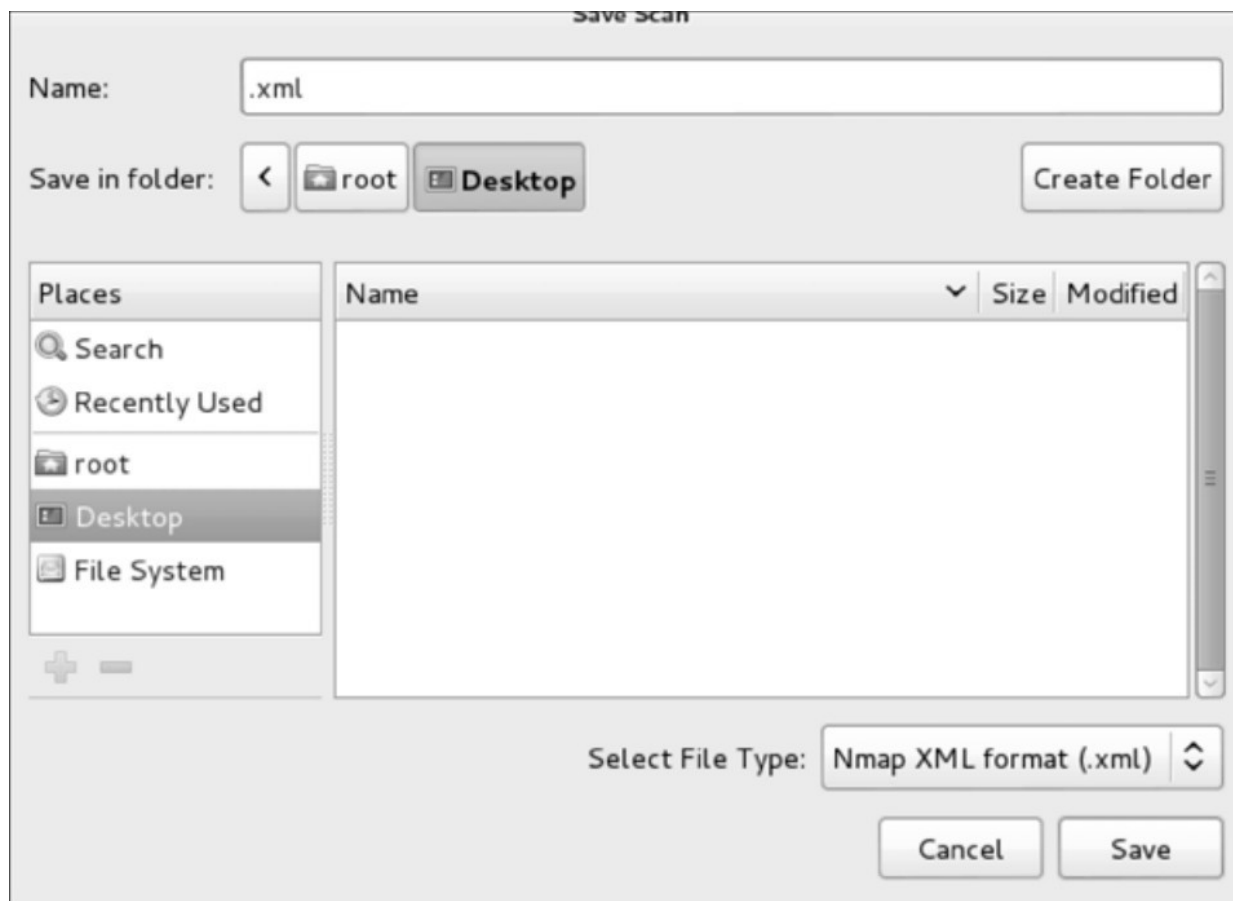 Save Scan
Name: .xml
Save in folder: < root Desktop Create Folder
Places
Search
Recently Used
root
Desktop
File System
Name Size Modified
Select File Type: Nmap XML format (.xml)
Cancel Save